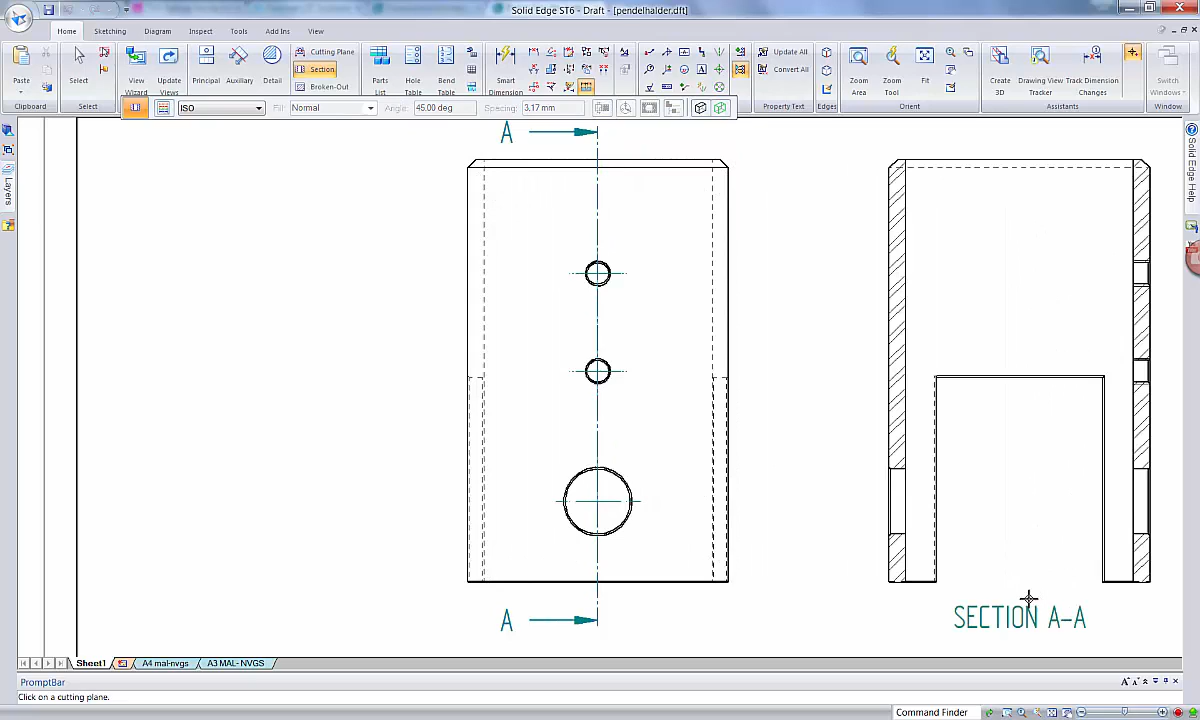 Solid Edge ST6 - Draft - [pendelhalder.dft]
Home Sketching Diagram Inspect Tools Add Ins View
Paste
Clipboard
Select
Select
View Wizard
Update Views
Principal
Auxiliary
Detail
Cutting Plane
Section
Broken-Out
Parts List
Hole Table
Bend Table
Smart Dimension
Update All
Convert All
Property Text
Edges
Zoom Area
Zoom Tool
Fit
Orient
Create 3D
Drawing View Tracker
Track Dimension Changes
Assistants
Switch Windows
Window
ISO Fill: Normal Angle: 45.00 deg Spacing: 3.17 mm
Layers
Solid Edge Help
A
A
SECTION A-A
Sheet1 A4 mal-nvgs A3 MAL- NVGS
PromptBar
Click on a cutting plane.
Command Finder